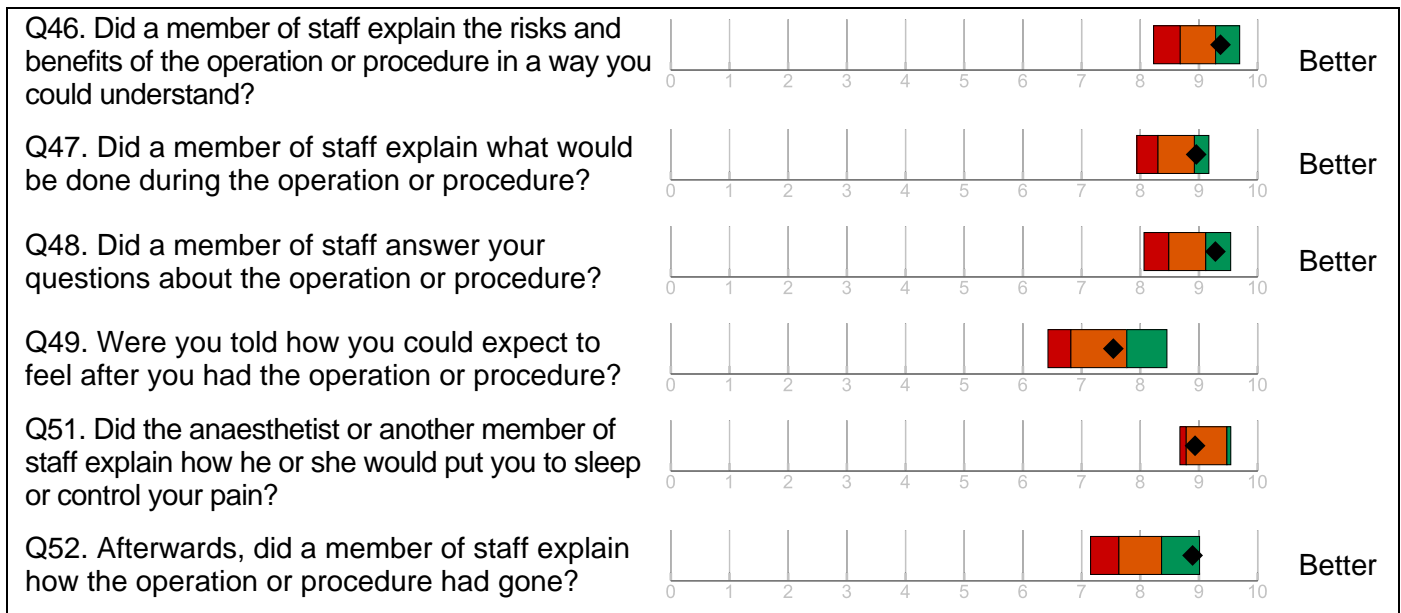 Q46. Did a member of staff explain the risks and
benefits of the operation or procedure in a way you
could understand?
0 1 2 3 4 5 6 7 8 9 10
Better
Q47. Did a member of staff explain what would
be done during the operation or procedure?
0 1 2 3 4 5 6 7 8 9 10
Better
Q48. Did a member of staff answer your
questions about the operation or procedure?
0 1 2 3 4 5 6 7 8 9 10
Better
Q49. Were you told how you could expect to
feel after you had the operation or procedure?
0 1 2 3 4 5 6 7 8 9 10
Q51. Did the anaesthetist or another member of
staff explain how he or she would put you to sleep
or control your pain?
0 1 2 3 4 5 6 7 8 9 10
Q52. Afterwards, did a member of staff explain
how the operation or procedure had gone?
0 1 2 3 4 5 6 7 8 9 10
Better